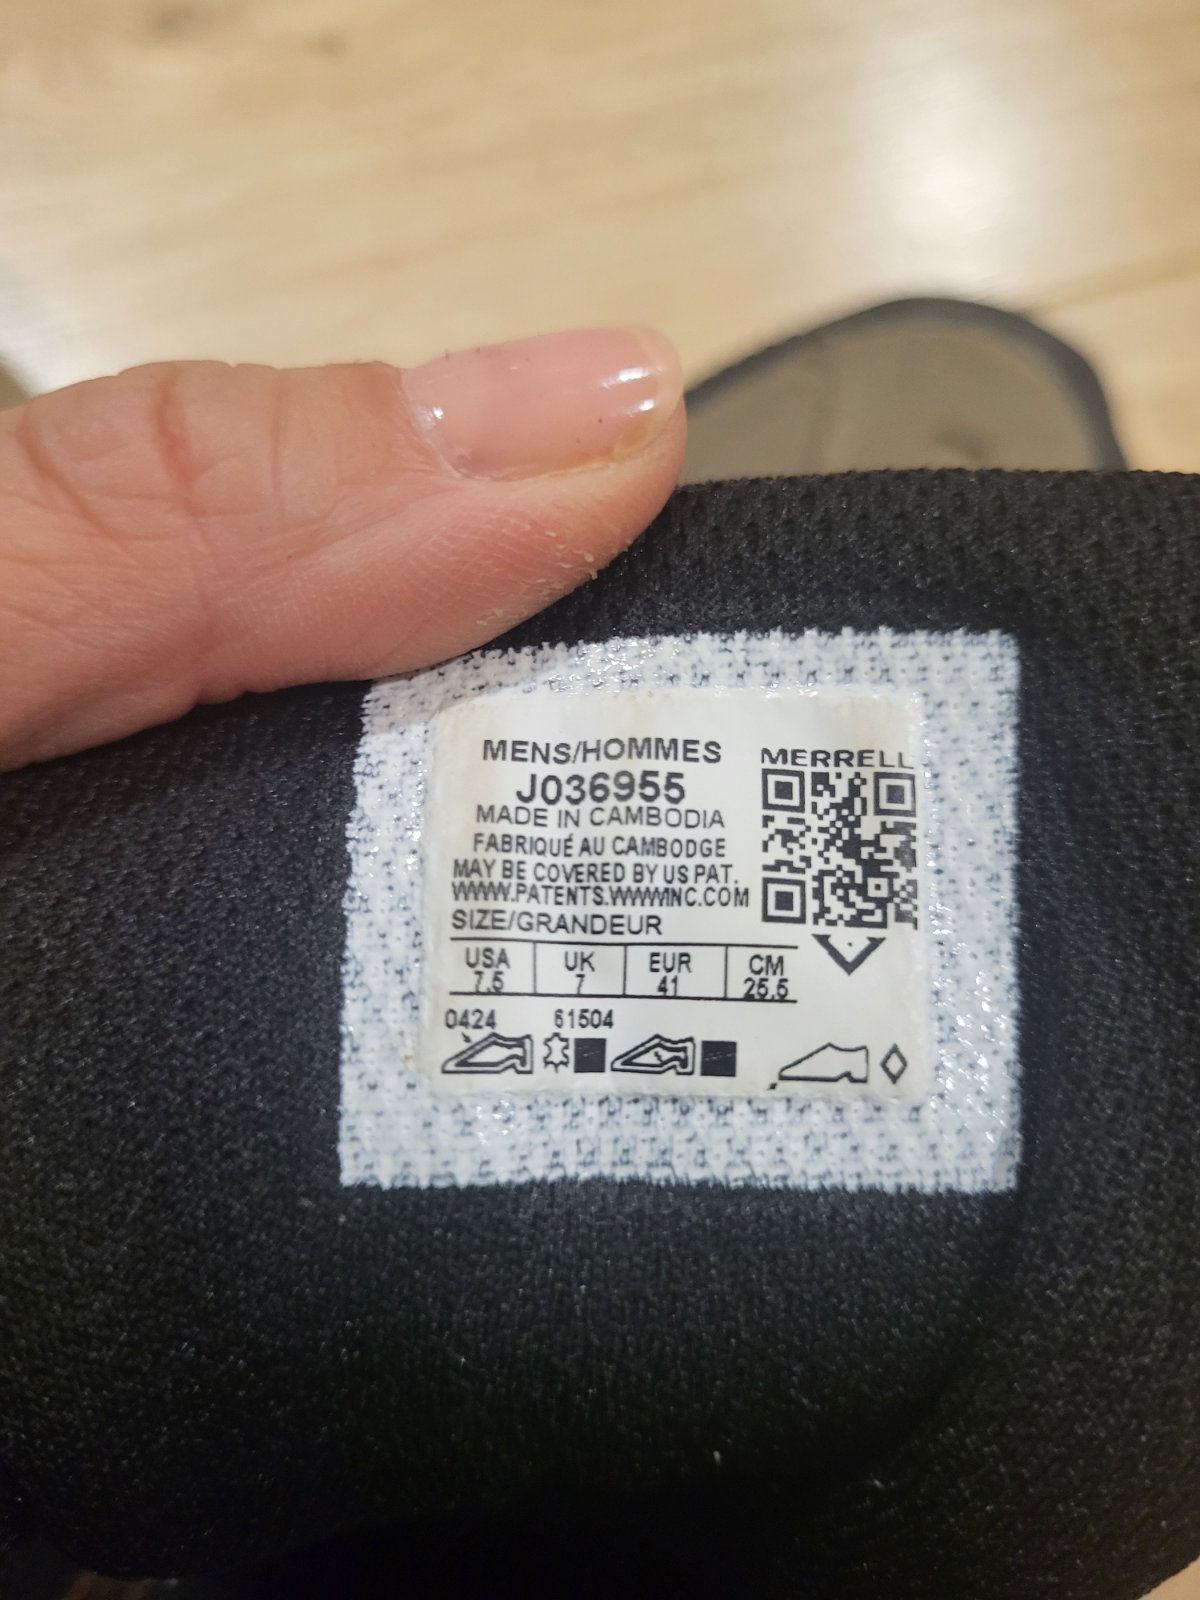 MENS/HOMMES
J036955
MADE IN CAMBODIA
FABRIQUÉ AU CAMBODGE
MAY BE COVERED BY US PAT.
WWW.PATENTS.WWWINC.COM
SIZE/GRANDEUR
USA UK EUR CM
7.5 7 41 25.5
0424 61504
MERRELL